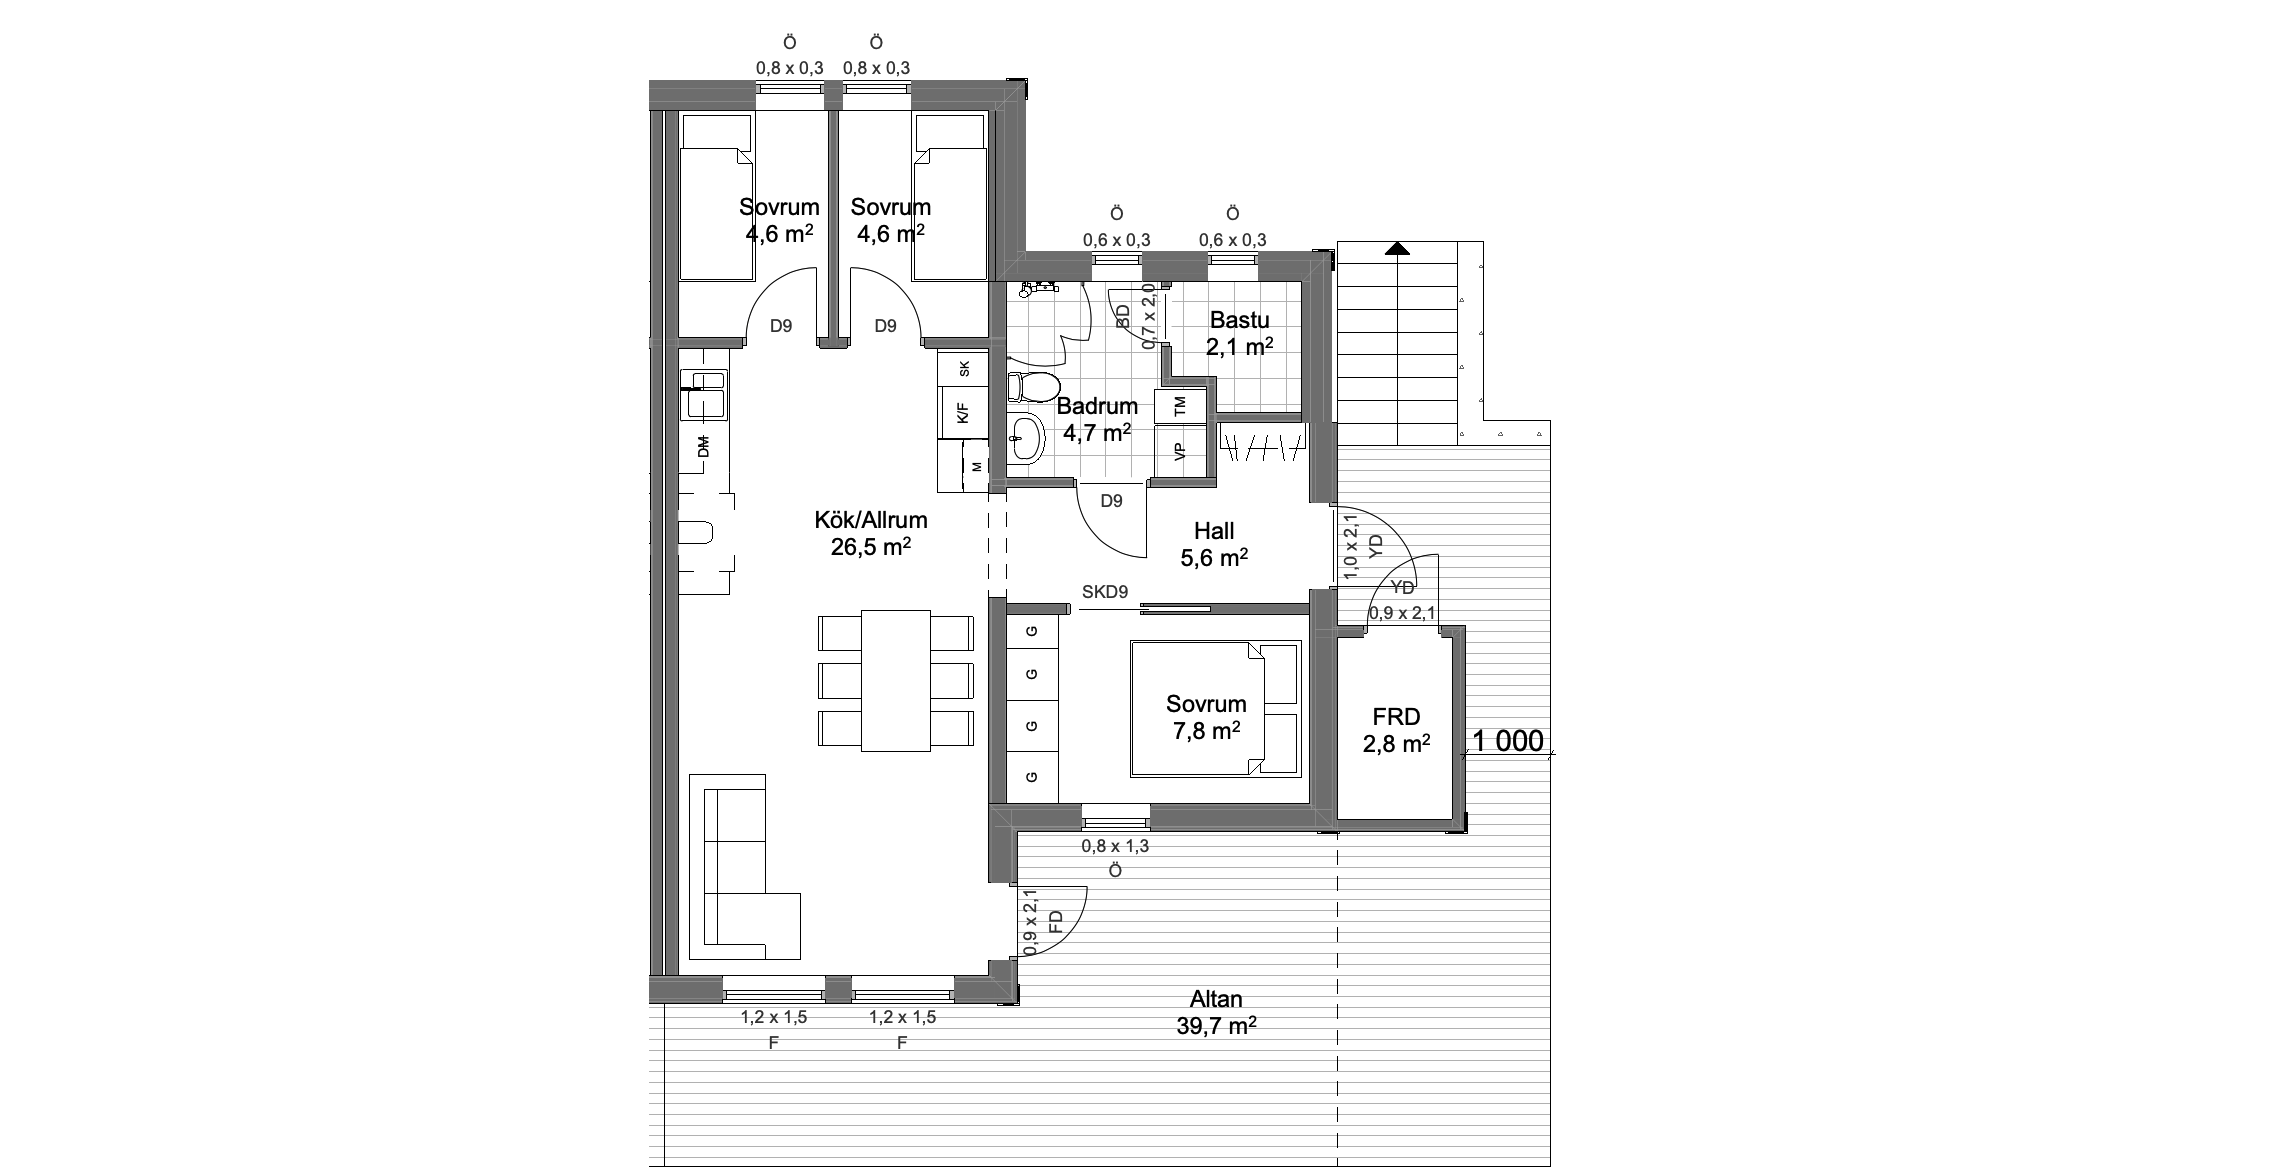 Ö
Ö
0,8 x 0,3
0,8 x 0,3
Sovrum
4,6 m²
Sovrum
4,6 m²
D9
D9
Ö
Ö
0,6 x 0,3
0,6 x 0,3
BD
0,7 x 2,0
Bastu
2,1 m²
Badrum
4,7 m²
TM
VP
SK
K/F
M
DM
Kök/Allrum
26,5 m²
D9
Hall
5,6 m²
1,0 x 2,1
YD
YD
0,9 x 2,1
SKD9
G
G
G
G
Sovrum
7,8 m²
FRD
2,8 m²
1 000
0,8 x 1,3
Ö
0,9 x 2,1
FD
1,2 x 1,5
F
1,2 x 1,5
F
Altan
39,7 m²